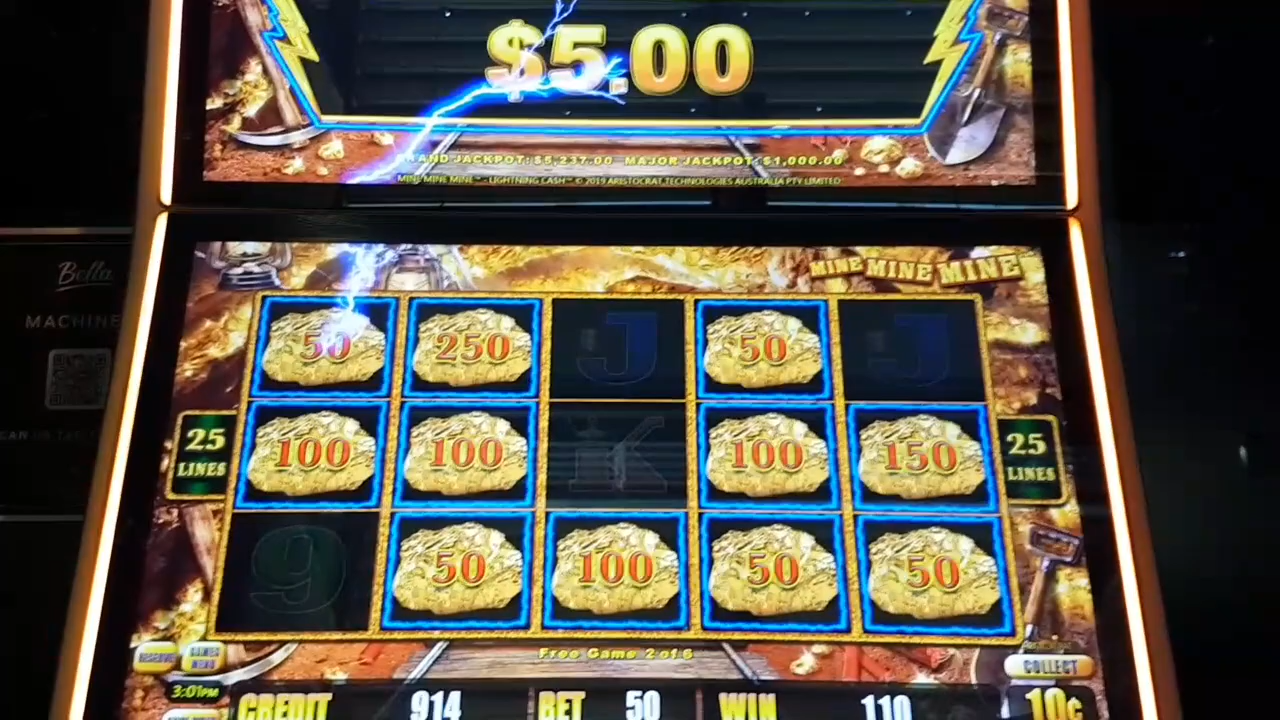 $5.00
GRAND JACKPOT: $5,237.00 MAJOR JACKPOT: $1,000.00
MINE MINE MINE™ - LIGHTNING CASH™ © 2019 ARISTOCRAT TECHNOLOGIES AUSTRALIA PTY LIMITED
Bella
MACHINE
MINE MINE MINE
50 250 J 50 J
25 LINES
100 100 K 100 150
25 LINES
9 50 100 50 50
Free Game 2 of 6
COLLECT
3:01PM
CREDIT 914 BET 50 WIN 110 10¢